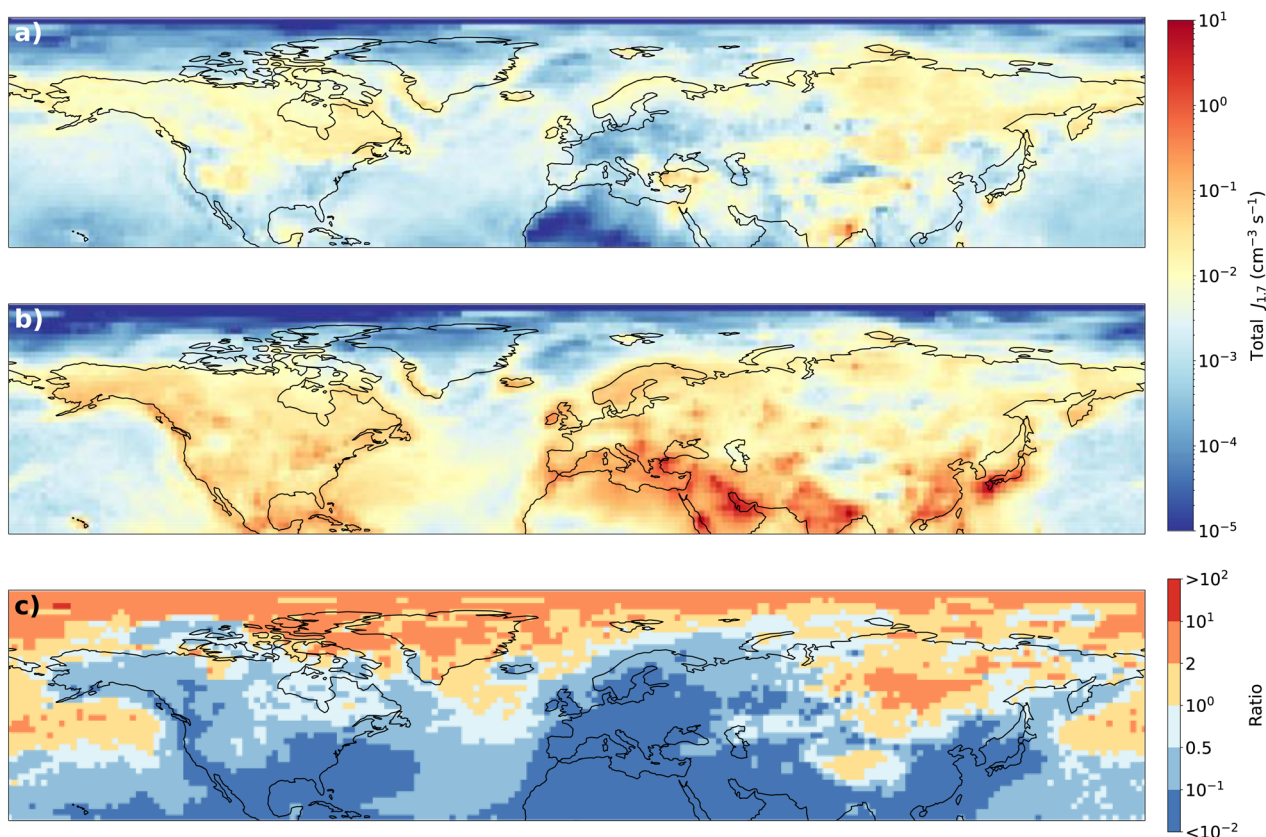 a)
b)
c)
10¹
10⁰
10⁻¹
10⁻²
10⁻³
10⁻⁴
10⁻⁵
Total J₁.₇ (cm⁻³ s⁻¹)
>10²
10¹
2
10⁰
0.5
10⁻¹
<10⁻²
Ratio